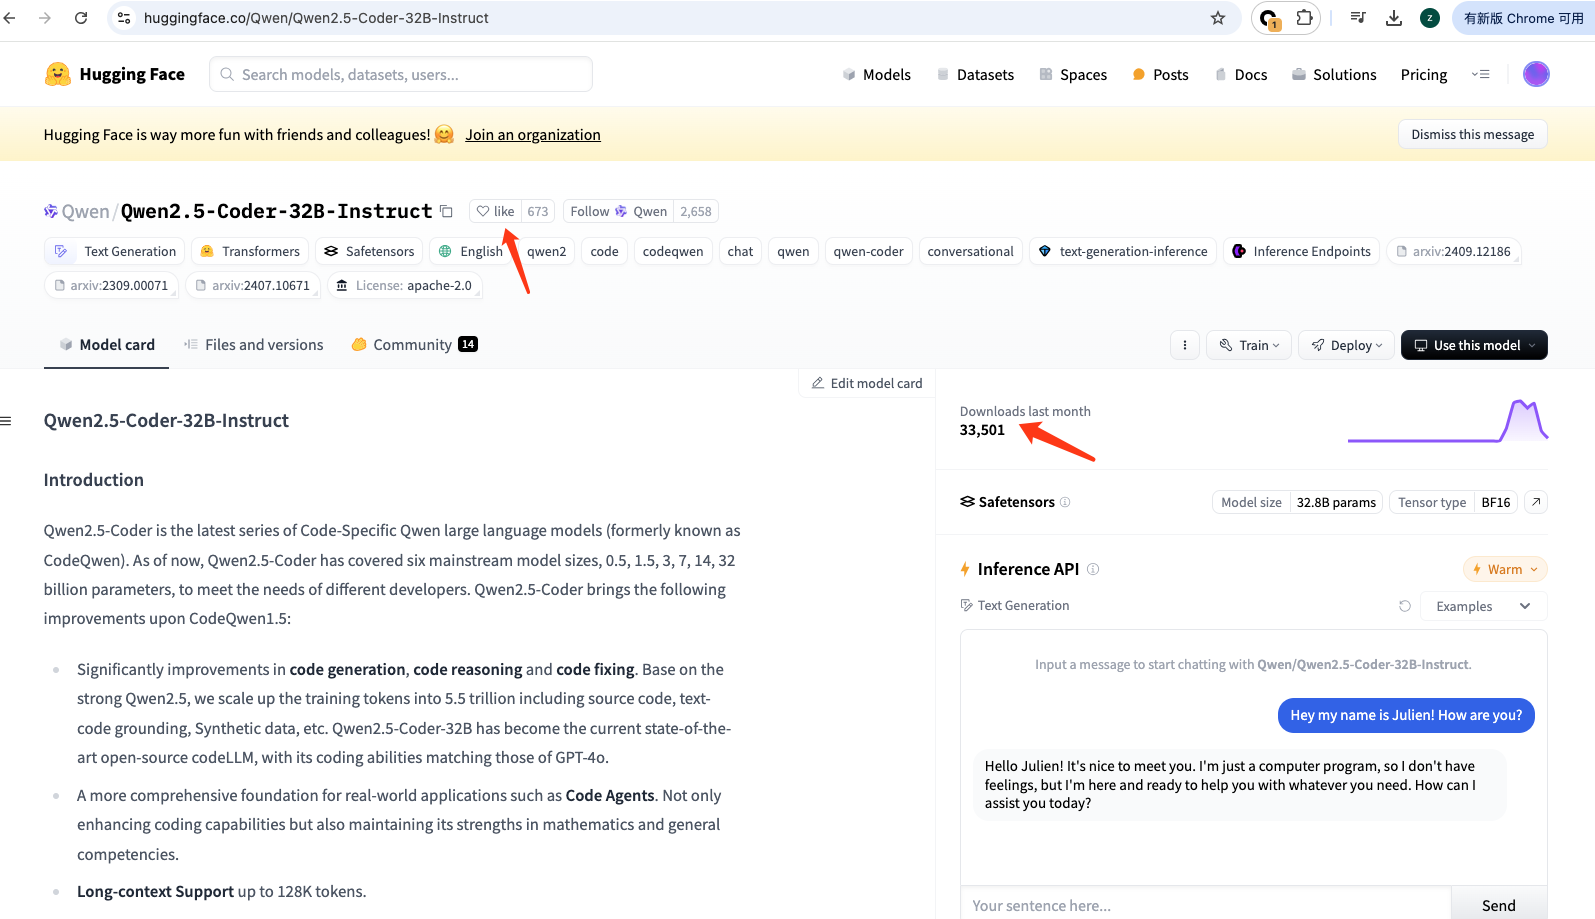 huggingface.co/Qwen/Qwen2.5-Coder-32B-Instruct
1
z
有新版 Chrome 可用
Hugging Face
Search models, datasets, users...
Models
Datasets
Spaces
Posts
Docs
Solutions
Pricing
Hugging Face is way more fun with friends and colleagues! 🤗 Join an organization
Dismiss this message
Qwen/Qwen2.5-Coder-32B-Instruct
like 673
Follow Qwen 2,658
Text Generation
Transformers
Safetensors
English
qwen2
code
codeqwen
chat
qwen
qwen-coder
conversational
text-generation-inference
Inference Endpoints
arxiv:2409.12186
arxiv:2309.00071
arxiv:2407.10671
License: apache-2.0
Model card
Files and versions
Community 14
Train
Deploy
Use this model
Edit model card
Qwen2.5-Coder-32B-Instruct
Introduction
Qwen2.5-Coder is the latest series of Code-Specific Qwen large language models (formerly known as
CodeQwen). As of now, Qwen2.5-Coder has covered six mainstream model sizes, 0.5, 1.5, 3, 7, 14, 32
billion parameters, to meet the needs of different developers. Qwen2.5-Coder brings the following
improvements upon CodeQwen1.5:
Significantly improvements in code generation, code reasoning and code fixing. Base on the
strong Qwen2.5, we scale up the training tokens into 5.5 trillion including source code, text-
code grounding, Synthetic data, etc. Qwen2.5-Coder-32B has become the current state-of-the-
art open-source codeLLM, with its coding abilities matching those of GPT-4o.
A more comprehensive foundation for real-world applications such as Code Agents. Not only
enhancing coding capabilities but also maintaining its strengths in mathematics and general
competencies.
Long-context Support up to 128K tokens.
Downloads last month
33,501
Safetensors
Model size 32.8B params
Tensor type BF16
Inference API
Warm
Text Generation
Examples
Input a message to start chatting with Qwen/Qwen2.5-Coder-32B-Instruct.
Hey my name is Julien! How are you?
Hello Julien! It's nice to meet you. I'm just a computer program, so I don't have
feelings, but I'm here and ready to help you with whatever you need. How can I
assist you today?
Your sentence here...
Send